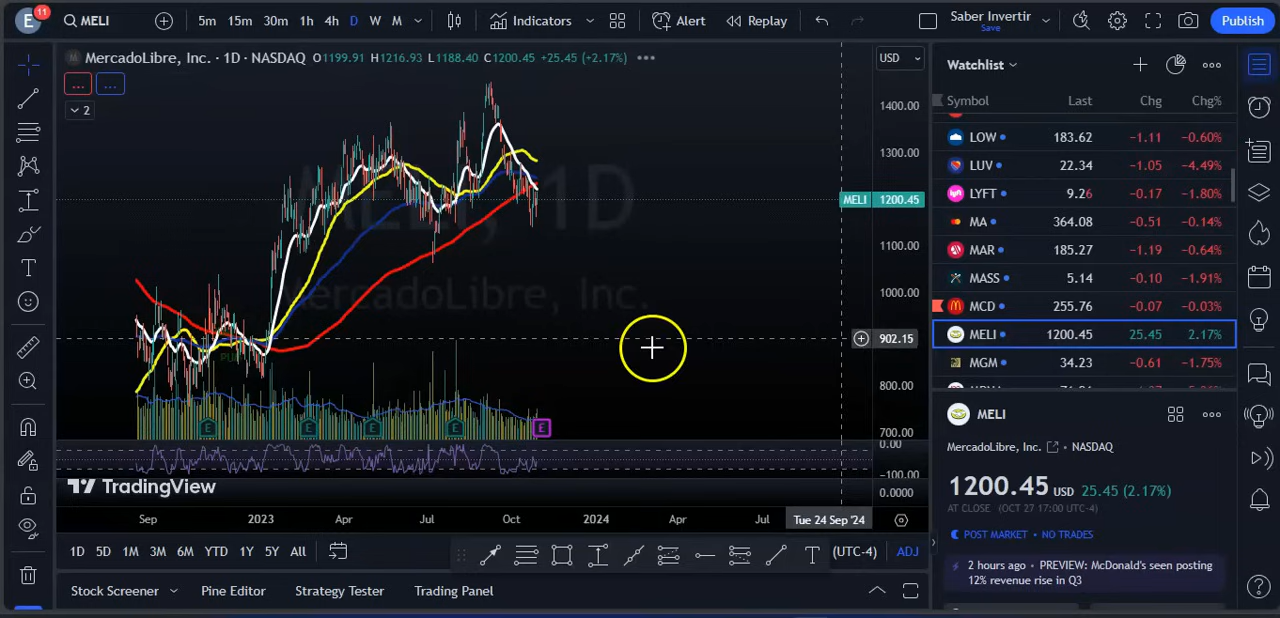 E 11 MELI 5m 15m 30m 1h 4h D W M Indicators Alert Replay Saber Invertir Save Publish
MercadoLibre, Inc. · 1D · NASDAQ O1199.91 H1216.93 L1188.40 C1200.45 +25.45 (+2.17%) USD
2
MELI, 1D
MercadoLibre, Inc.
1400.00
1300.00
MELI 1200.45
1100.00
1000.00
902.15
800.00
700.00
0.00
-100.00
0.0000
E E E E E
TradingView
Sep 2023 Apr Jul Oct 2024 Apr Jul Tue 24 Sep '24
1D 5D 1M 3M 6M YTD 1Y 5Y All (UTC-4) ADJ
Stock Screener Pine Editor Strategy Tester Trading Panel
Watchlist
Symbol Last Chg Chg%
LOW 183.62 −1.11 −0.60%
LUV 22.34 −1.05 −4.49%
LYFT 9.26 −0.17 −1.80%
MA 364.08 −0.51 −0.14%
MAR 185.27 −1.19 −0.64%
MASS 5.14 −0.10 −1.91%
MCD 255.76 −0.07 −0.03%
MELI 1200.45 25.45 2.17%
MGM 34.23 −0.61 −1.75%
MELI
MercadoLibre, Inc. • NASDAQ
1200.45 USD 25.45 (2.17%)
AT CLOSE (OCT 27 17:00 UTC-4)
POST MARKET • NO TRADES
2 hours ago • PREVIEW: McDonald's seen posting
12% revenue rise in Q3